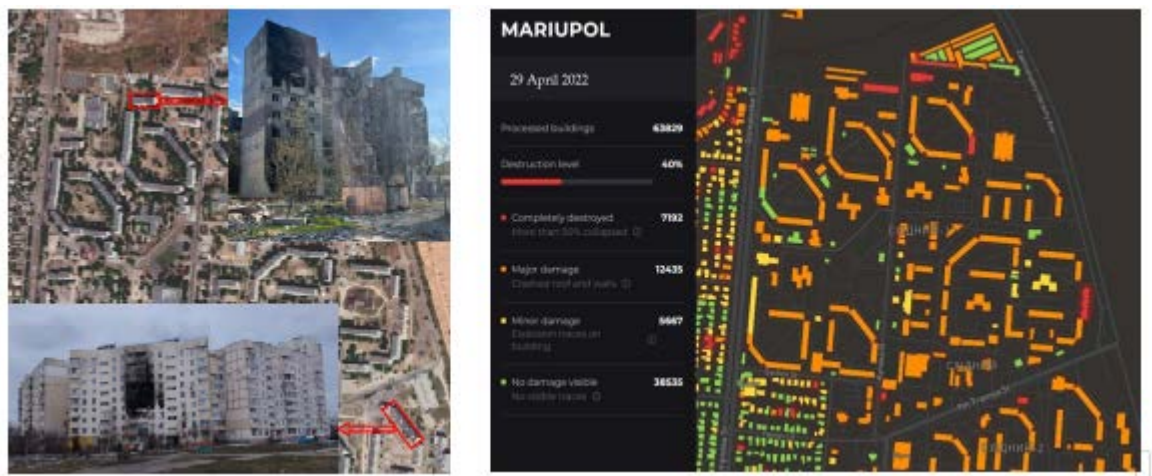 MARIUPOL
29 April 2022
Processed buildings 63829
Destruction level 40%
Completely destroyed 7192
More than 50% collapsed
Major damage 12435
Crashed roof and walls
Minor damage 5667
Explosion traces on
building
No damage visible 38535
No visible traces